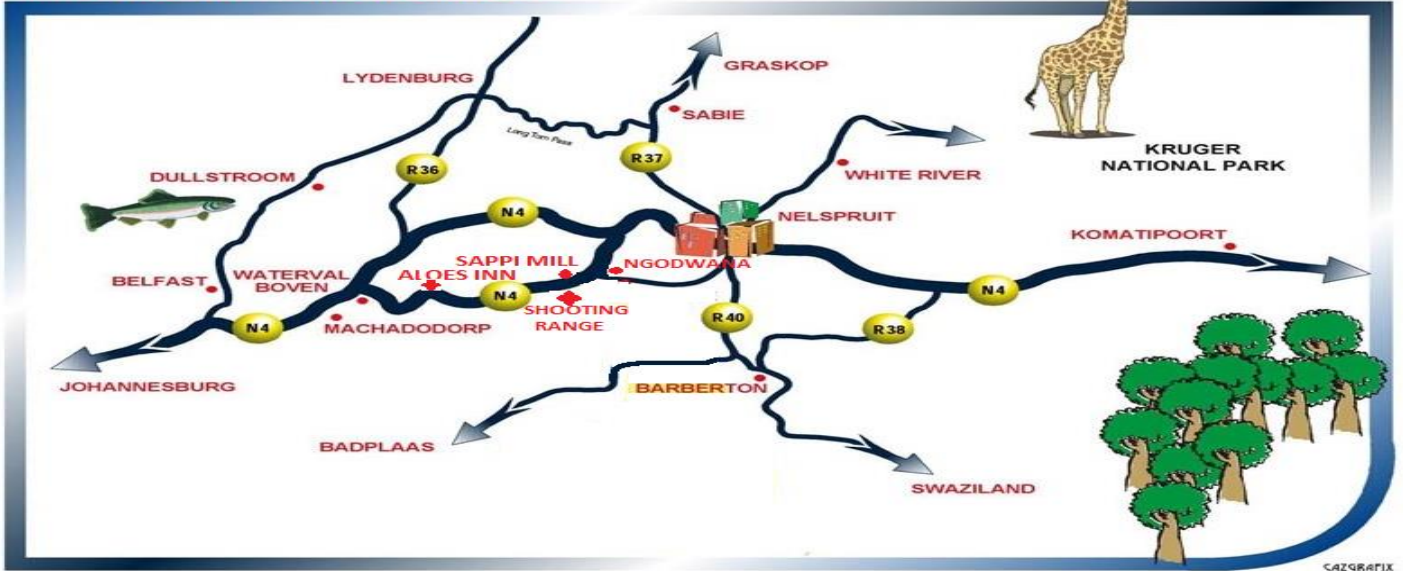 GRASKOP
LYDENBURG
SABIE
Long Tom Pass
R37
KRUGER
NATIONAL PARK
R36
DULLSTROOM
WHITE RIVER
N4
NELSPRUIT
KOMATIPOORT
SAPPI MILL
NGODWANA
BELFAST
WATERVAL
BOVEN
ALOES INN
N4
N4
SHOOTING
RANGE
R40
N4
MACHADODORP
R38
JOHANNESBURG
BARBERTON
BADPLAAS
SWAZILAND
CAZGRAFIX